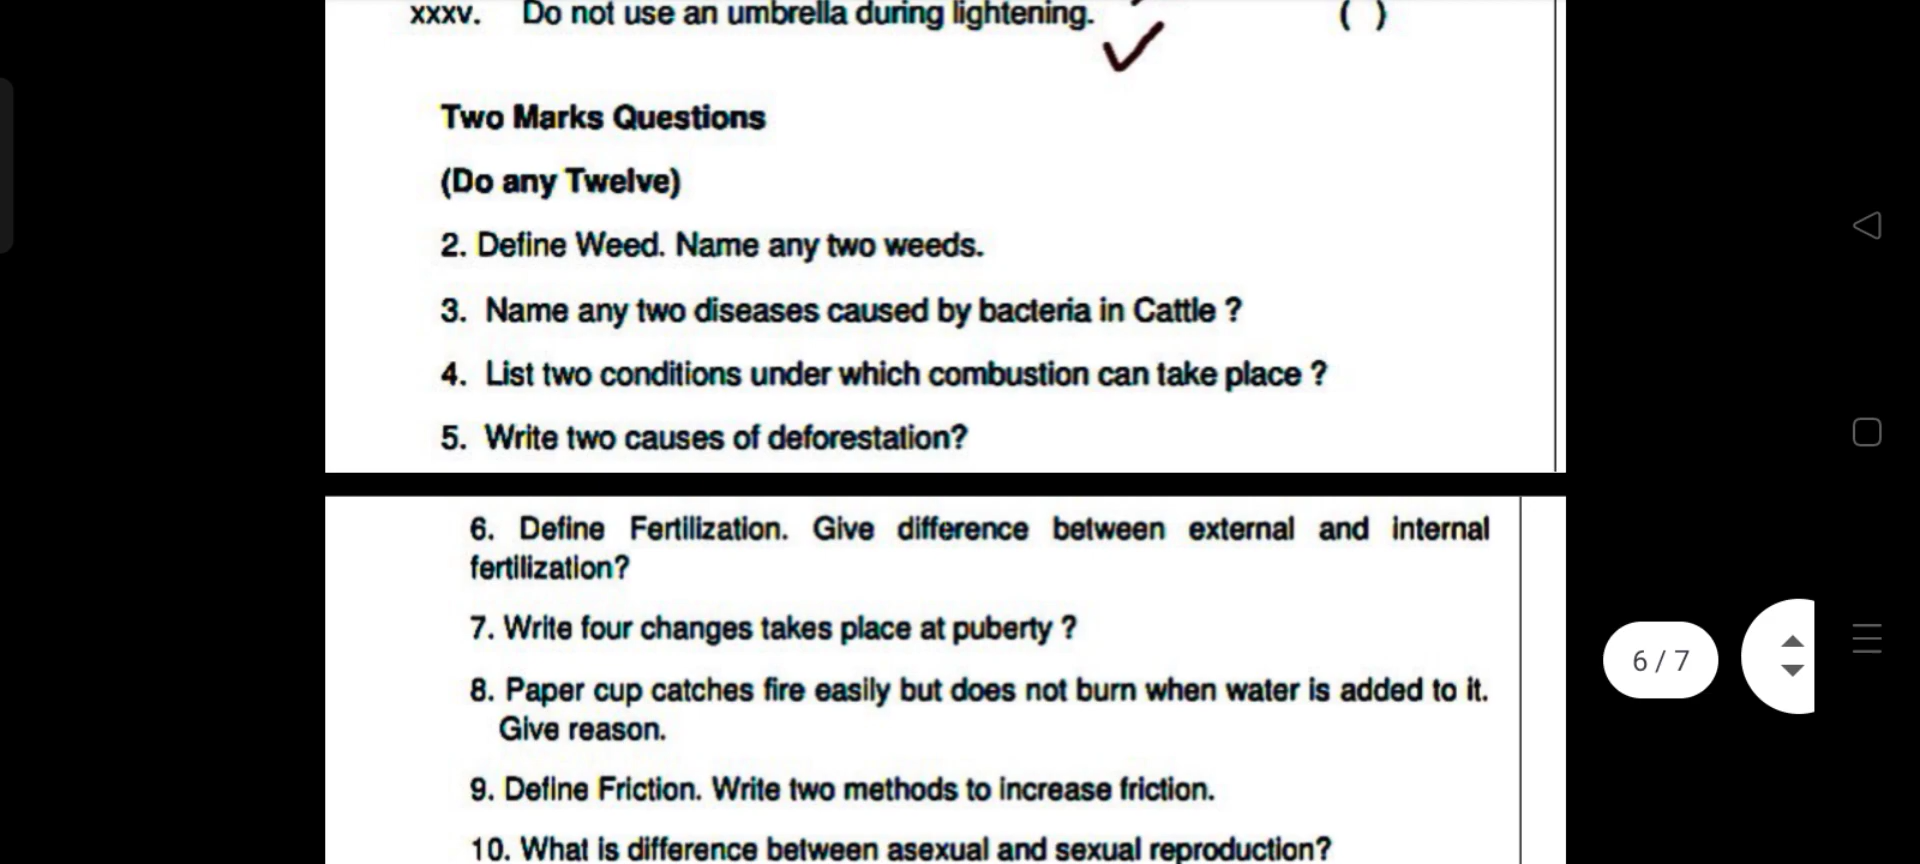 xxxv. Do not use an umbrella during lightening. ( )
Two Marks Questions
(Do any Twelve)
2. Define Weed. Name any two weeds.
3. Name any two diseases caused by bacteria in Cattle ?
4. List two conditions under which combustion can take place ?
5. Write two causes of deforestation?
6. Define Fertilization. Give difference between external and internal
fertilization?
7. Write four changes takes place at puberty ?
8. Paper cup catches fire easily but does not burn when water is added to it.
Give reason.
9. Define Friction. Write two methods to increase friction.
10. What is difference between asexual and sexual reproduction?
6 / 7